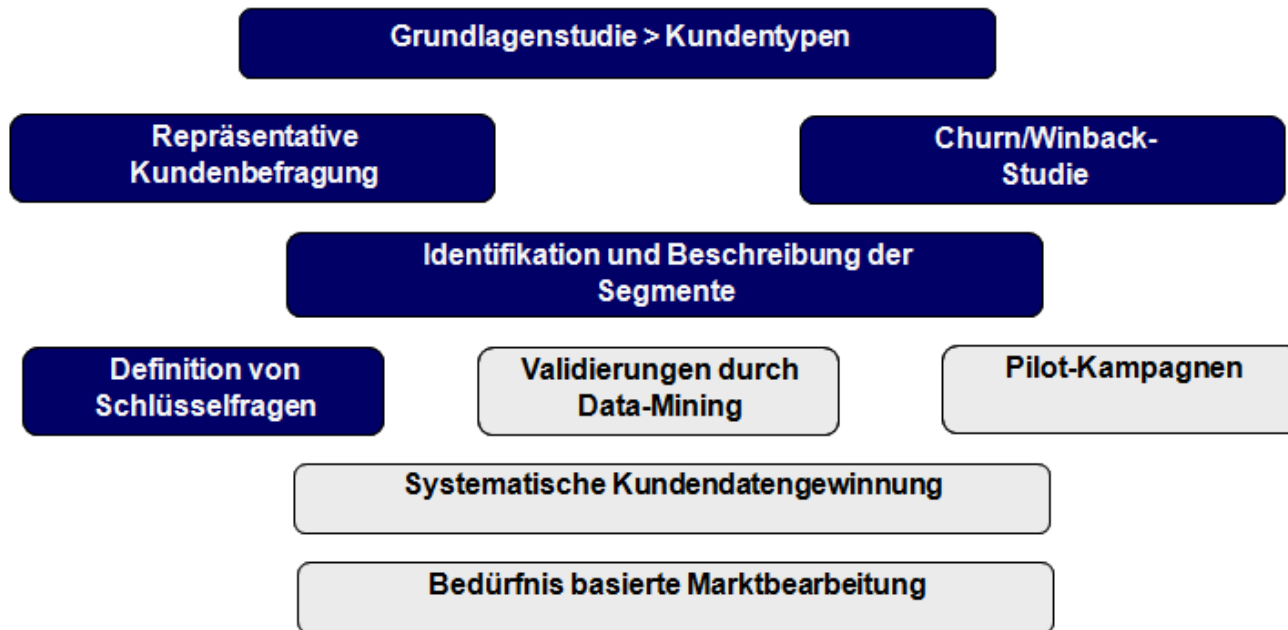 Grundlagenstudie > Kundentypen
Repräsentative
Kundenbefragung
Churn/Winback-
Studie
Identifikation und Beschreibung der
Segmente
Definition von
Schlüsselfragen
Validierungen durch
Data-Mining
Pilot-Kampagnen
Systematische Kundendatengewinnung
Bedürfnis basierte Marktbearbeitung